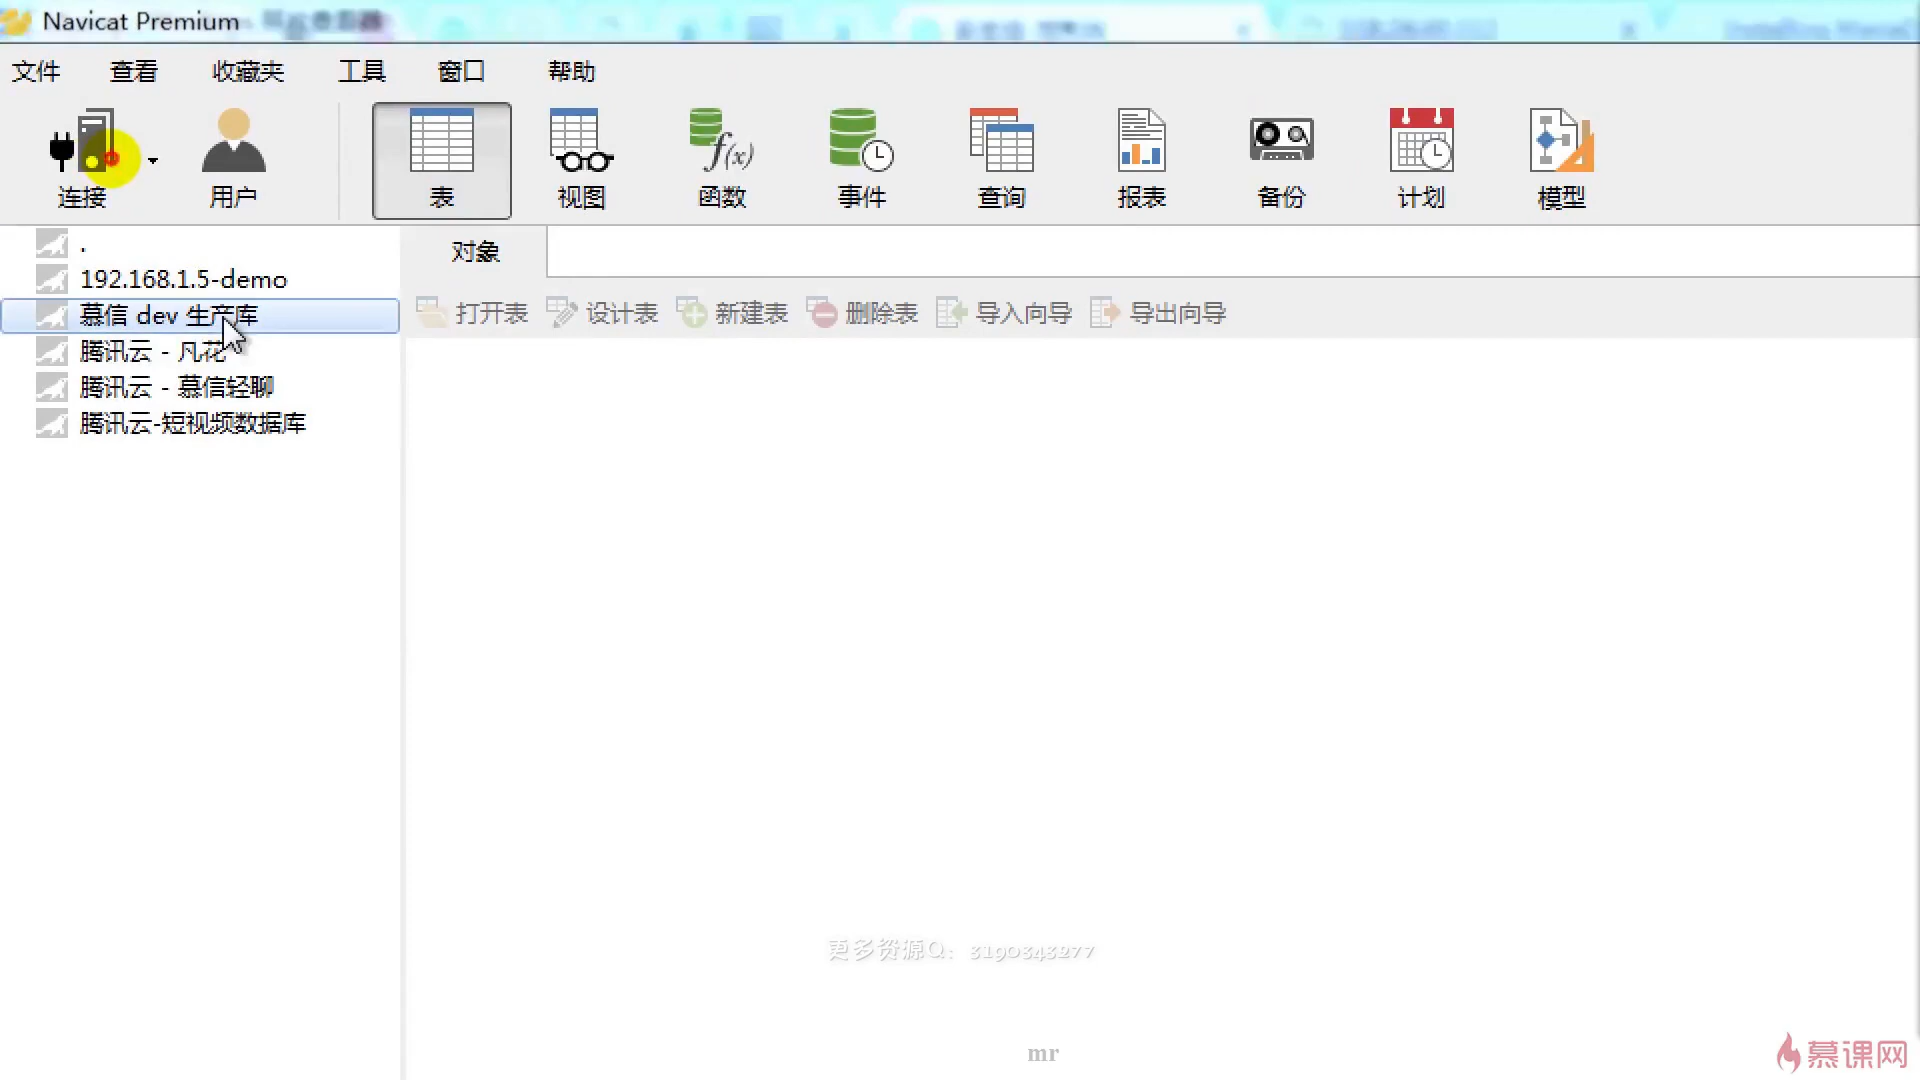 Navicat Premium
文件 查看 收藏夹 工具 窗口 帮助
连接 用户 表 视图 函数 事件 查询 报表 备份 计划 模型
.
192.168.1.5-demo
慕信 dev 生产库
腾讯云 - 凡花
腾讯云 - 慕信轻聊
腾讯云-短视频数据库
对象
打开表 设计表 新建表 删除表 导入向导 导出向导
f(x)
更多资源Q：3190343277
mr
慕课网